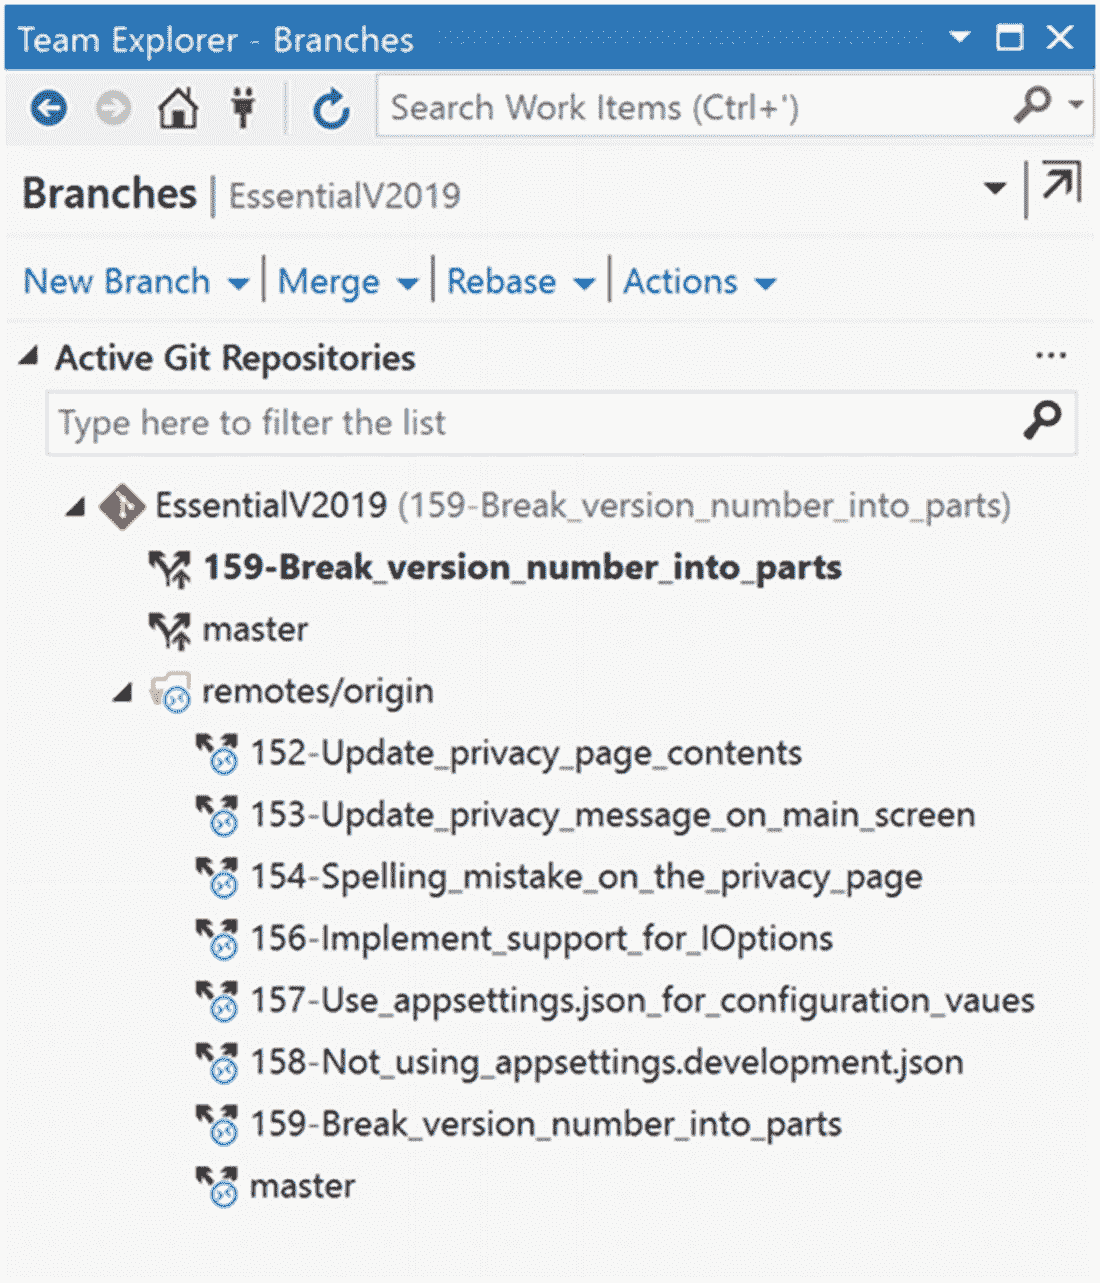 Team Explorer - Branches
Search Work Items (Ctrl+')
Branches | EssentialV2019
New Branch | Merge | Rebase | Actions
Active Git Repositories ...
Type here to filter the list
EssentialV2019 (159-Break_version_number_into_parts)
159-Break_version_number_into_parts
master
remotes/origin
152-Update_privacy_page_contents
153-Update_privacy_message_on_main_screen
154-Spelling_mistake_on_the_privacy_page
156-Implement_support_for_IOptions
157-Use_appsettings.json_for_configuration_vaues
158-Not_using_appsettings.development.json
159-Break_version_number_into_parts
master